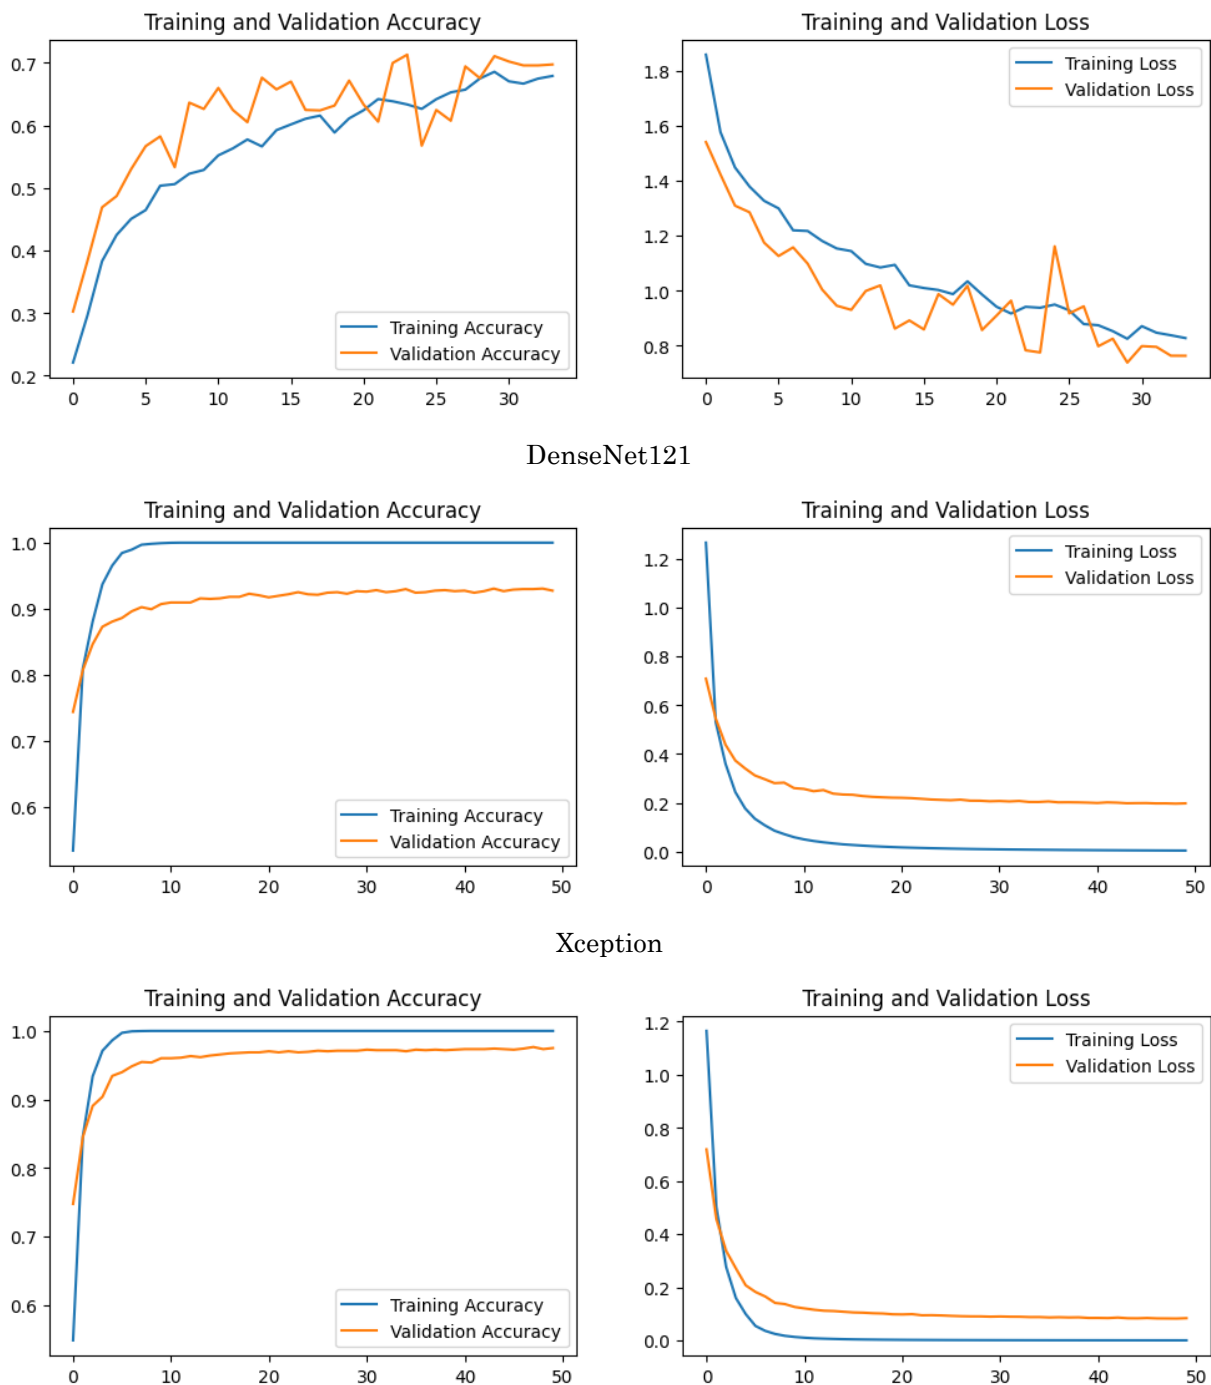 Training and Validation Accuracy
Training and Validation Loss
0.7
0.6
0.5
0.4
0.3
0.2
Training Accuracy
Validation Accuracy
0 5 10 15 20 25 30
1.8
1.6
1.4
1.2
1.0
0.8
Training Loss
Validation Loss
0 5 10 15 20 25 30
DenseNet121
Training and Validation Accuracy
Training and Validation Loss
1.0
0.9
0.8
0.7
0.6
Training Accuracy
Validation Accuracy
0 10 20 30 40 50
1.2
1.0
0.8
0.6
0.4
0.2
0.0
Training Loss
Validation Loss
0 10 20 30 40 50
Xception
Training and Validation Accuracy
Training and Validation Loss
1.0
0.9
0.8
0.7
0.6
Training Accuracy
Validation Accuracy
0 10 20 30 40 50
1.2
1.0
0.8
0.6
0.4
0.2
0.0
Training Loss
Validation Loss
0 10 20 30 40 50